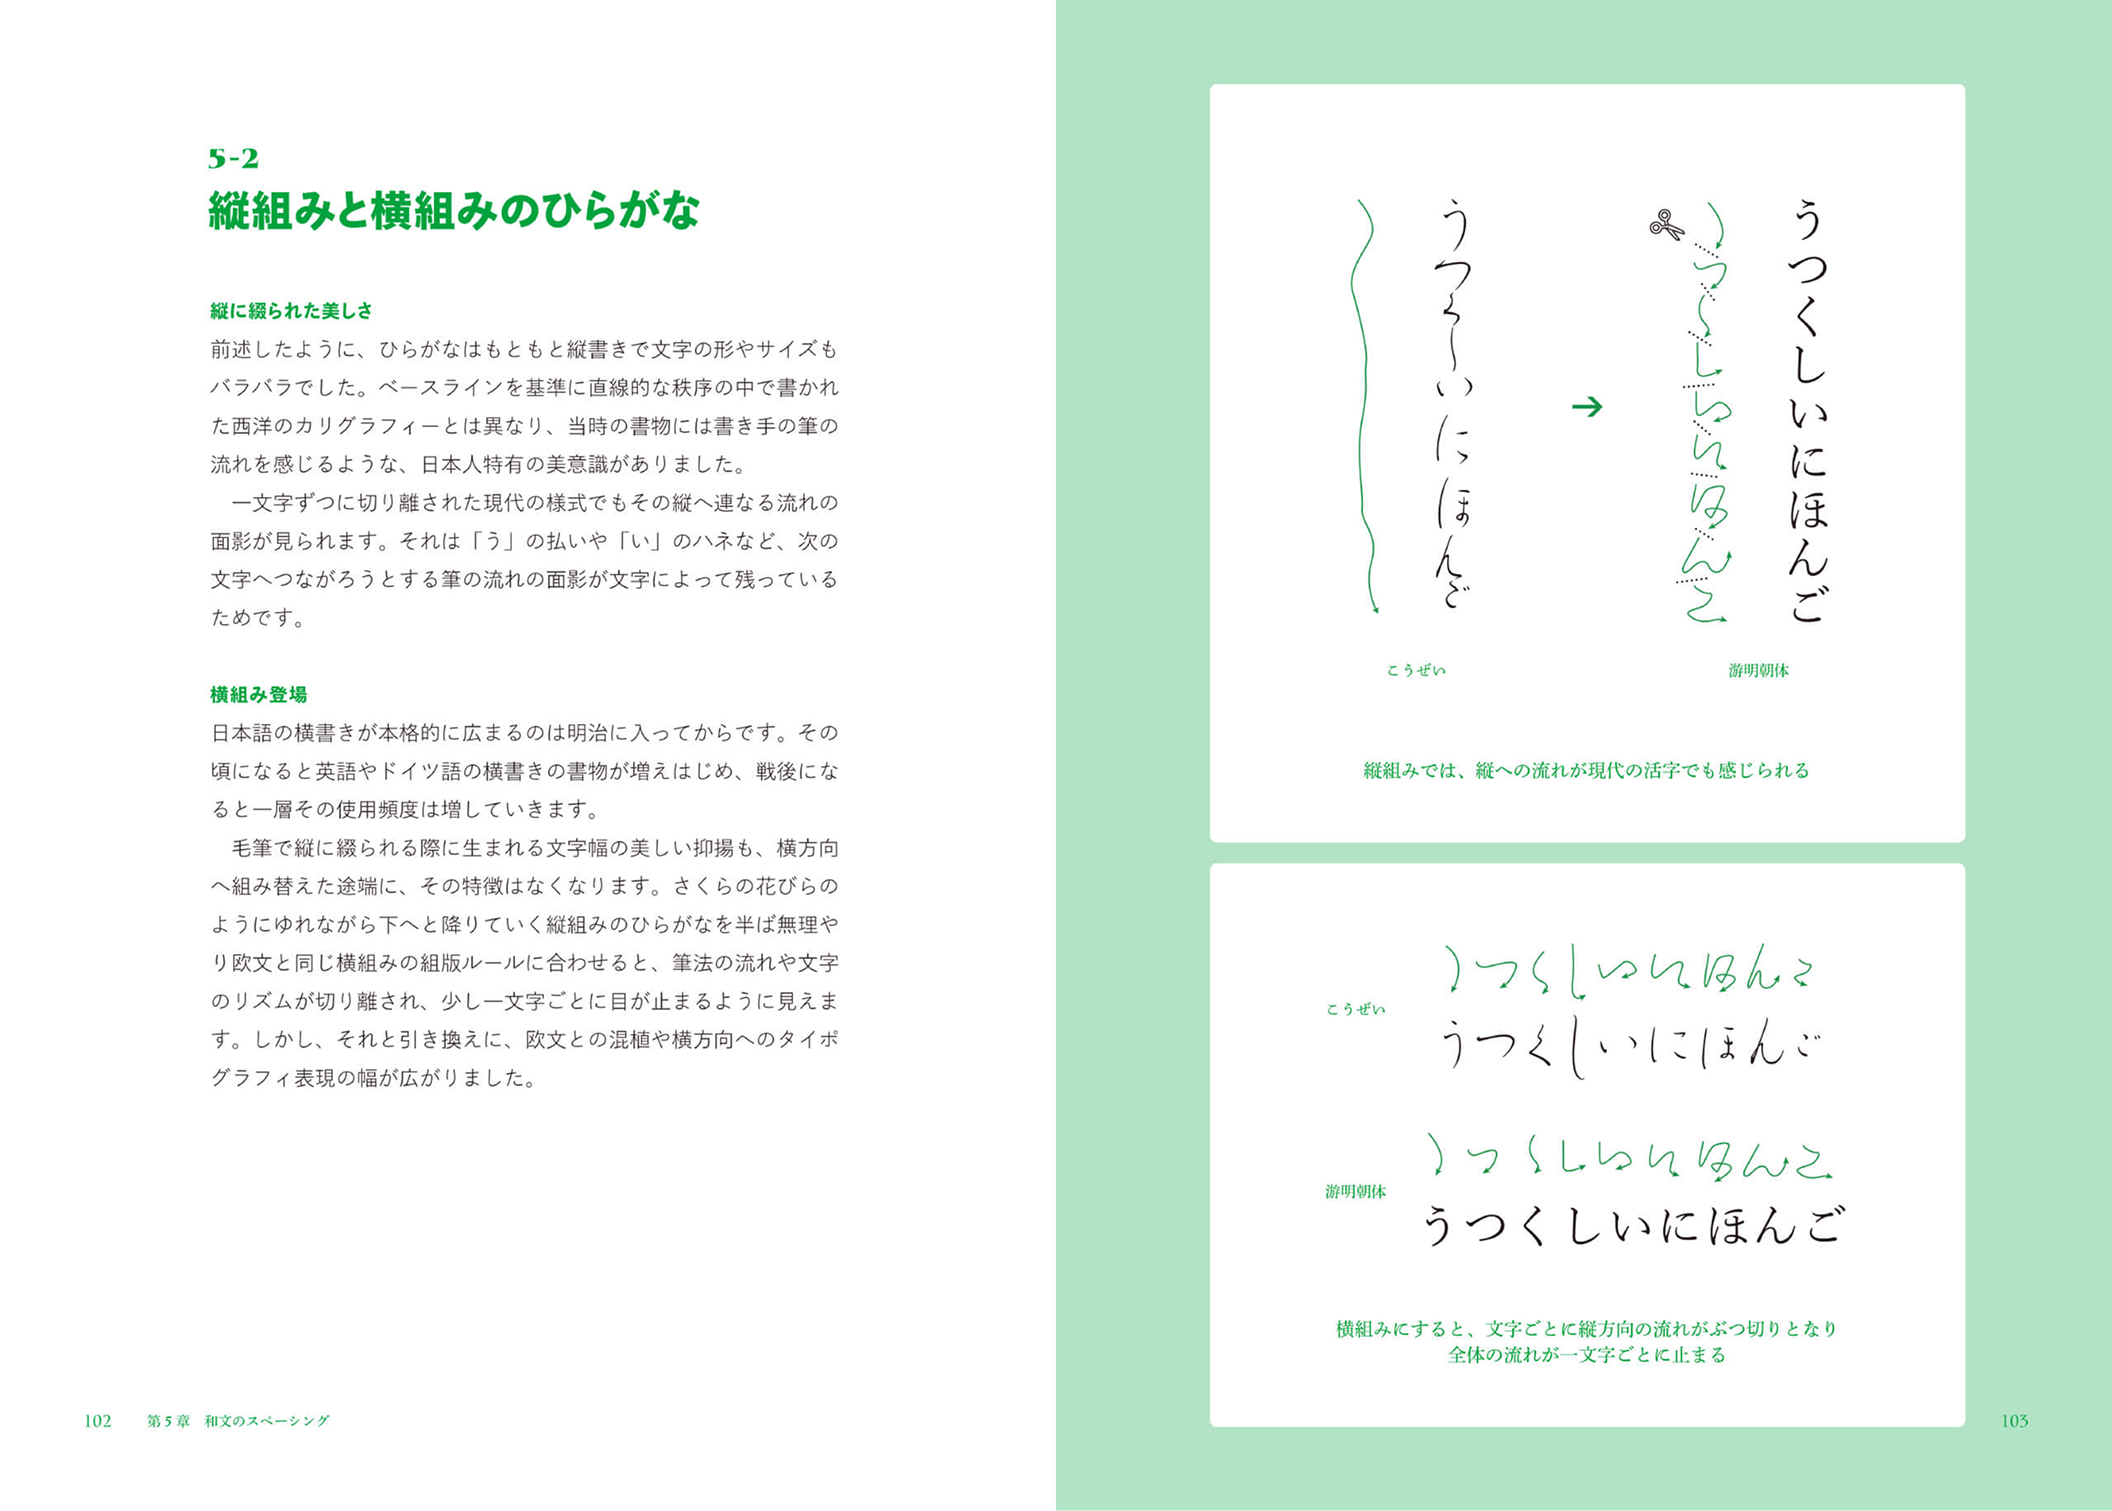 5-2
縦組みと横組みのひらがな
縦に綴られた美しさ
前述したように、ひらがなはもともと縦書きで文字の形やサイズも
バラバラでした。ベースラインを基準に直線的な秩序の中で書かれ
た西洋のカリグラフィーとは異なり、当時の書物には書き手の筆の
流れを感じるような、日本人特有の美意識がありました。
　一文字ずつに切り離された現代の様式でもその縦へ連なる流れの
面影が見られます。それは「う」の払いや「い」のハネなど、次の
文字へつながろうとする筆の流れの面影が文字によって残っている
ためです。
横組み登場
日本語の横書きが本格的に広まるのは明治に入ってからです。その
頃になると英語やドイツ語の横書きの書物が増えはじめ、戦後にな
ると一層その使用頻度は増していきます。
　毛筆で縦に綴られる際に生まれる文字幅の美しい抑揚も、横方向
へ組み替えた途端に、その特徴はなくなります。さくらの花びらの
ようにゆれながら下へと降りていく縦組みのひらがなを半ば無理や
り欧文と同じ横組みの組版ルールに合わせると、筆法の流れや文字
のリズムが切り離され、少し一文字ごとに目が止まるように見えま
す。しかし、それと引き換えに、欧文との混植や横方向へのタイポ
グラフィ表現の幅が広がりました。
102　第5章　和文のスペーシング
うつくしいにほんご
こうぜい
→
うつくしいにほんご
游明朝体
縦組みでは、縦への流れが現代の活字でも感じられる
こうぜい
うつくしいにほんご
游明朝体
うつくしいにほんご
横組みにすると、文字ごとに縦方向の流れがぶつ切りとなり
全体の流れが一文字ごとに止まる
103